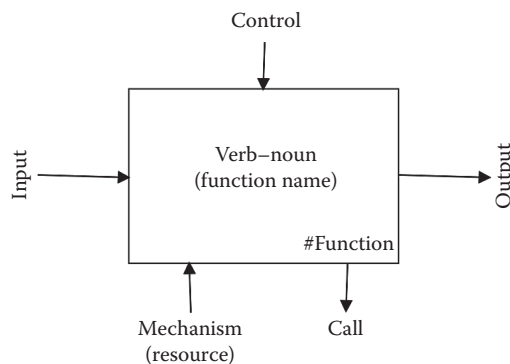 Control
Input
Verb–noun
(function name)
Output
#Function
Mechanism
(resource)
Call